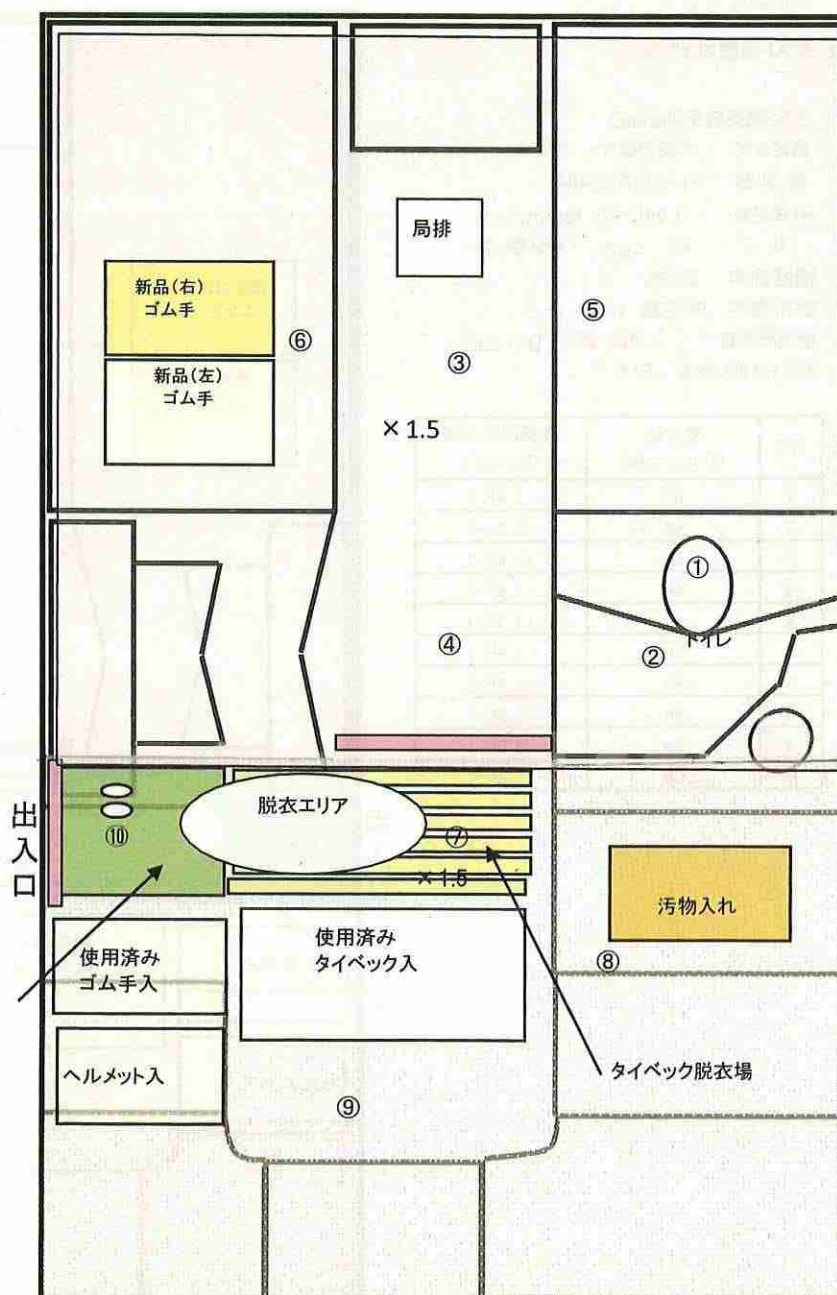 局排
新品(右)
ゴム手
⑥
⑤
③
新品(左)
ゴム手
×1.5
①
④
②
トイレ
出入口
脱衣エリア
⑩
⑦
×1.5
汚物入れ
使用済み
ゴム手入
使用済み
タイベック入
⑧
ヘルメット入
タイベック脱衣場
⑨